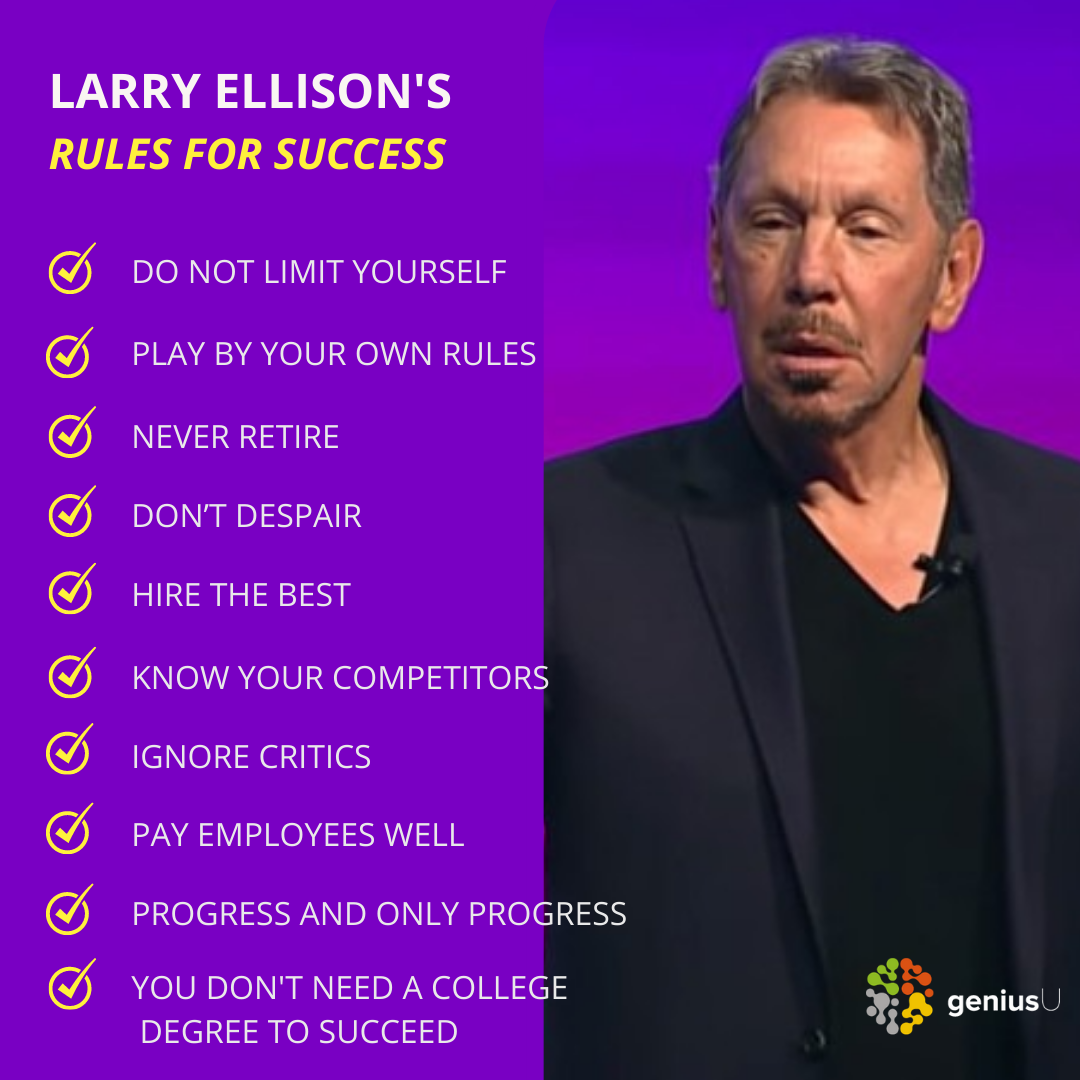 LARRY ELLISON'S
RULES FOR SUCCESS
DO NOT LIMIT YOURSELF
PLAY BY YOUR OWN RULES
NEVER RETIRE
DON’T DESPAIR
HIRE THE BEST
KNOW YOUR COMPETITORS
IGNORE CRITICS
PAY EMPLOYEES WELL
PROGRESS AND ONLY PROGRESS
YOU DON'T NEED A COLLEGE
DEGREE TO SUCCEED
geniusU